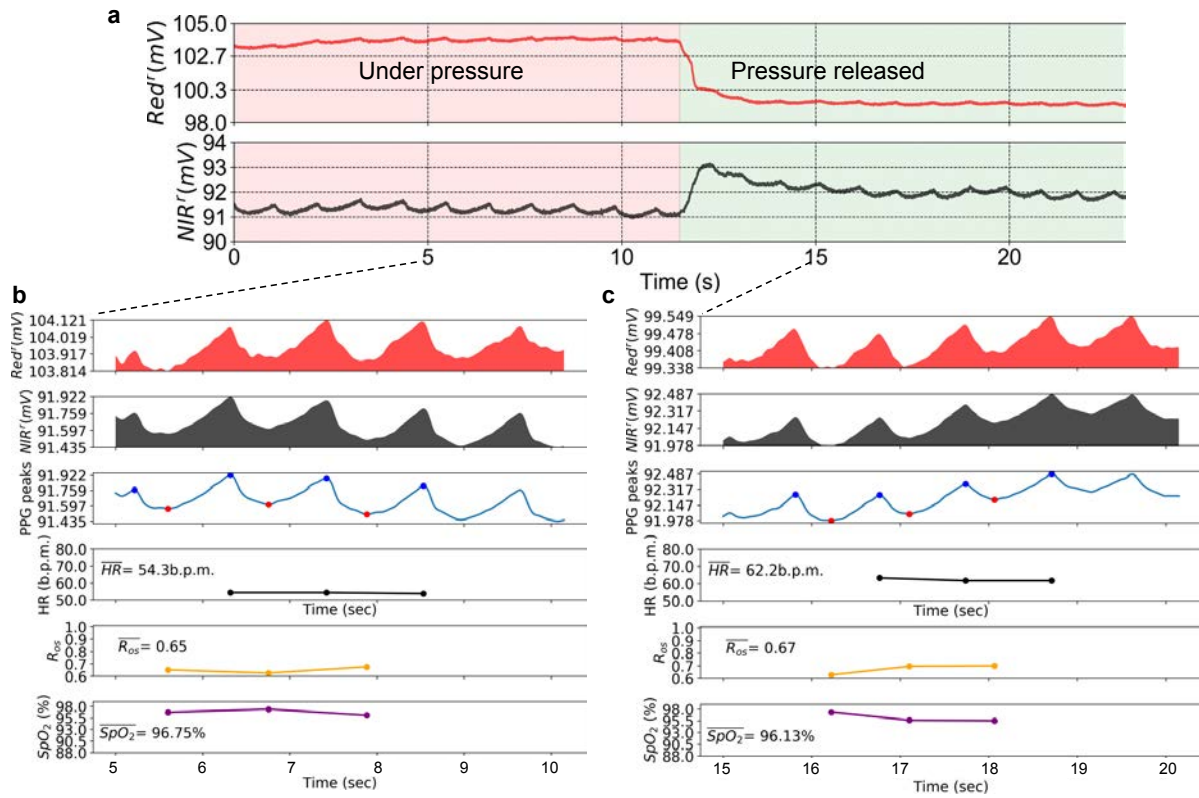 a
105.0
102.7
100.3
98.0
Red^r (mV)
Under pressure
Pressure released
94
93
92
91
90
NIR^r (mV)
0 5 10 15 20
Time (s)
b
104.121
104.019
103.917
103.814
Red^r (mV)
91.922
91.759
91.597
91.435
NIR^r (mV)
91.922
91.759
91.597
91.435
PPG peaks
80.0
70.0
60.0
50.0
HR (b.p.m.)
HR= 54.3b.p.m.
Time (sec)
1.0
0.9
0.7
0.6
R_os
R_os= 0.65
98.0
95.5
93.0
90.5
88.0
SpO₂ (%)
SpO₂= 96.75%
5 6 7 8 9 10
Time (sec)
c
99.549
99.478
99.408
99.338
Red^r (mV)
92.487
92.317
92.147
91.978
NIR^r (mV)
92.487
92.317
92.147
91.978
PPG peaks
80.0
70.0
60.0
50.0
HR (b.p.m.)
HR= 62.2b.p.m.
Time (sec)
1.0
0.9
0.7
0.6
R_os
R_os= 0.67
98.0
95.5
93.0
90.5
88.0
SpO₂ (%)
SpO₂= 96.13%
15 16 17 18 19 20
Time (sec)